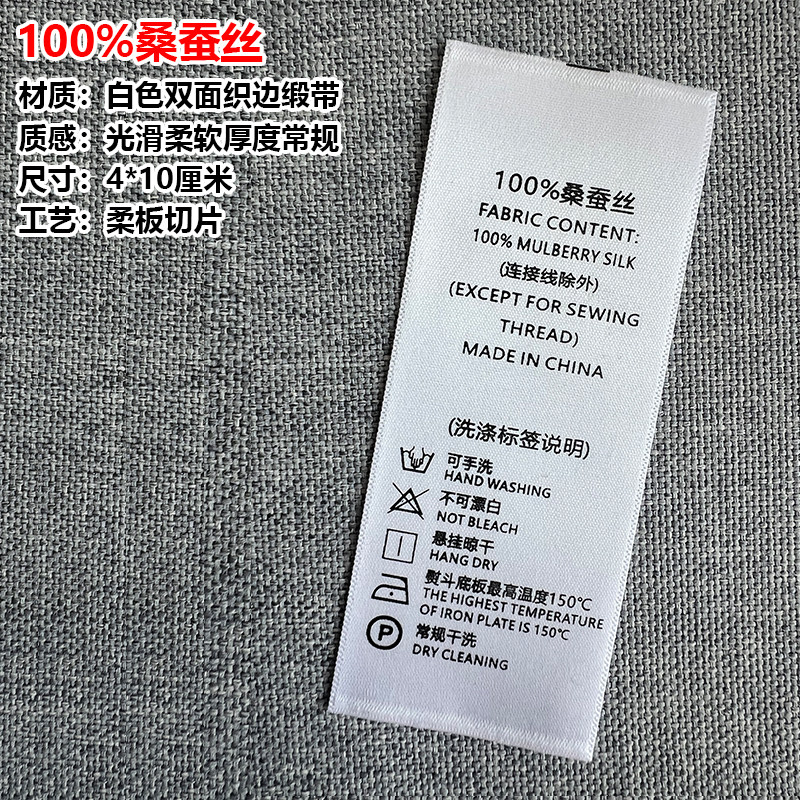 100%桑蚕丝
材质：白色双面织边缎带
质感：光滑柔软厚度常规
尺寸：4*10厘米
工艺：柔板切片
100%桑蚕丝
FABRIC CONTENT:
100% MULBERRY SILK
(连接线除外)
(EXCEPT FOR SEWING
THREAD)
MADE IN CHINA
(洗涤标签说明)
可手洗
HAND WASHING
不可漂白
NOT BLEACH
悬挂晾干
HANG DRY
熨斗底板最高温度150℃
THE HIGHEST TEMPERATURE
OF IRON PLATE IS 150℃
P
常规干洗
DRY CLEANING